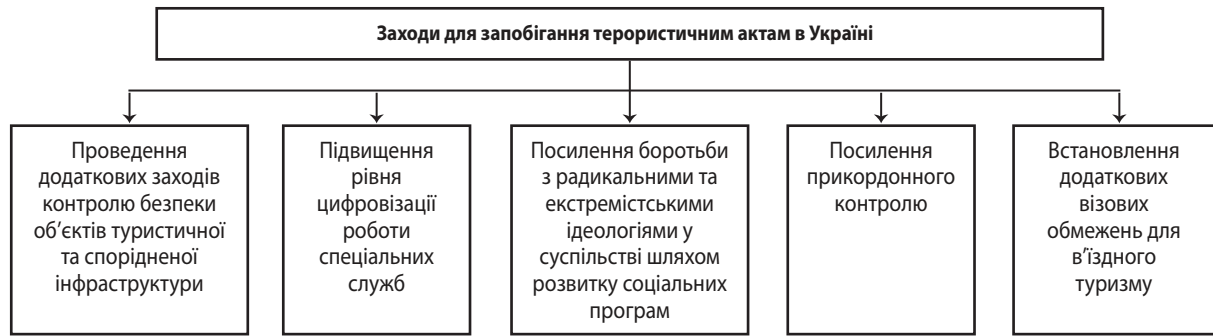 Заходи для запобігання терористичним актам в Україні
Проведення
додаткових заходів
контролю безпеки
об’єктів туристичної
та спорідненої
інфраструктури
Підвищення
рівня
цифровізації
роботи
спеціальних
служб
Посилення боротьби
з радикальними та
екстремістськими
ідеологіями у
суспільстві шляхом
розвитку соціальних
програм
Посилення
прикордонного
контролю
Встановлення
додаткових
візових
обмежень для
в’їздного
туризму